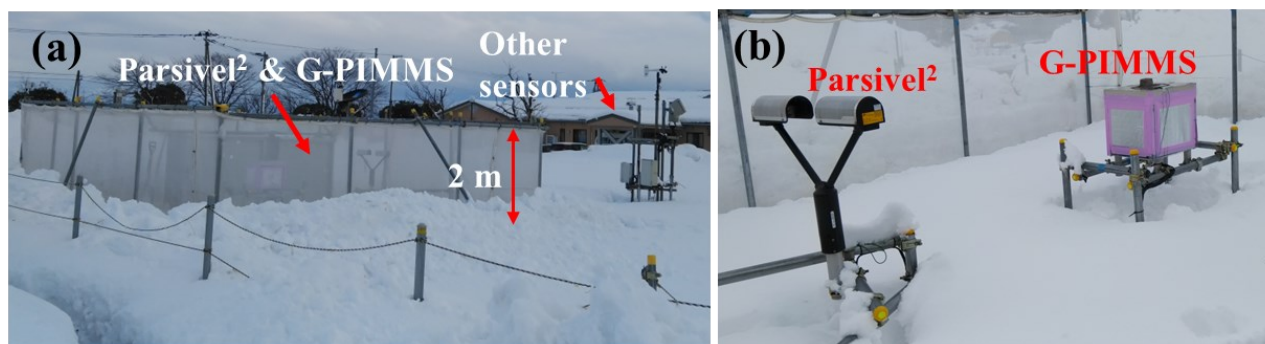 (a)
Parsivel² & G-PIMMS
Other
sensors
2 m
(b)
Parsivel²
G-PIMMS